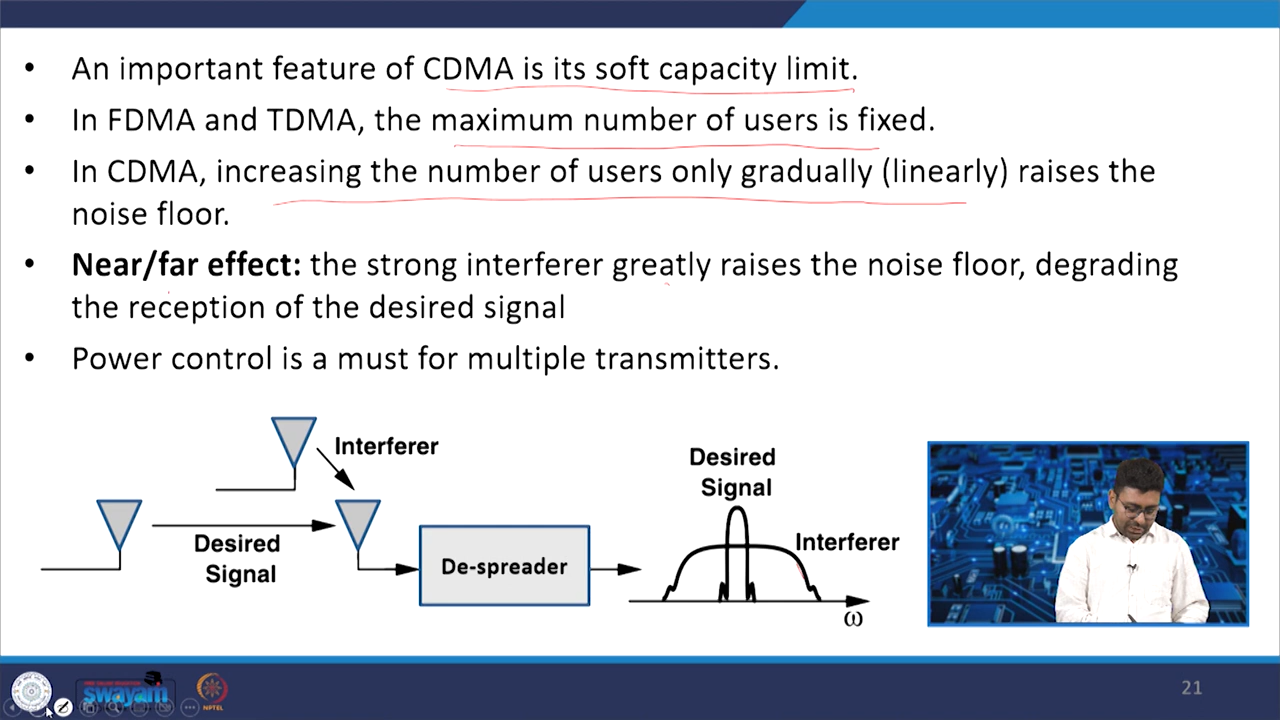 • An important feature of CDMA is its soft capacity limit.
• In FDMA and TDMA, the maximum number of users is fixed.
• In CDMA, increasing the number of users only gradually (linearly) raises the
noise floor.
• Near/far effect: the strong interferer greatly raises the noise floor, degrading
the reception of the desired signal
• Power control is a must for multiple transmitters.
Interferer
Desired
Signal
De-spreader
Desired
Signal
Interferer
ω
swayam
NPTEL
21